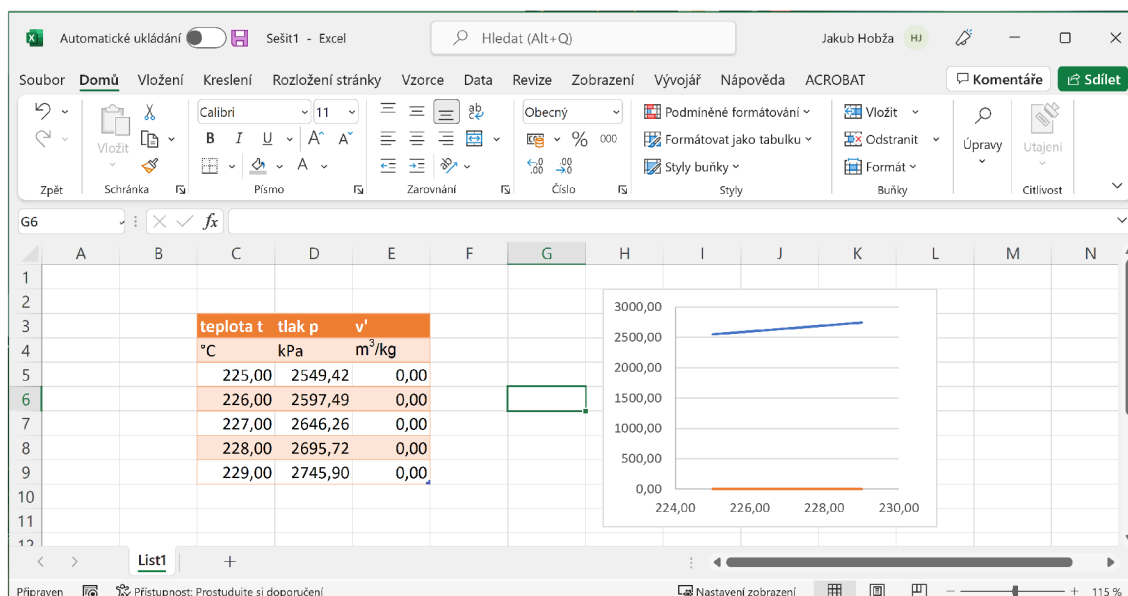 Automatické ukládání Sešit1 - Excel Hledat (Alt+Q) Jakub Hobža HJ
Soubor Domů Vložení Kreslení Rozložení stránky Vzorce Data Revize Zobrazení Vývojář Nápověda ACROBAT Komentáře Sdílet
Calibri 11 Obecný Podmíněné formátování Vložit
Vložit B I U A A % 000 Formátovat jako tabulku Odstranit Úpravy Utajení
A Styly buňky Formát
Zpět Schránka Písmo Zarovnání Číslo Styly Buňky Citlivost
G6 fx
A B C D E F G H I J K L M N
1
2
3 teplota t tlak p v'
4 °C kPa m³/kg
5 225,00 2549,42 0,00
6 226,00 2597,49 0,00
7 227,00 2646,26 0,00
8 228,00 2695,72 0,00
9 229,00 2745,90 0,00
10
11
12
3000,00
2500,00
2000,00
1500,00
1000,00
500,00
0,00
224,00 226,00 228,00 230,00
List1
Připraven Přístupnost: Prostudujte si doporučení Nastavení zobrazení 115 %